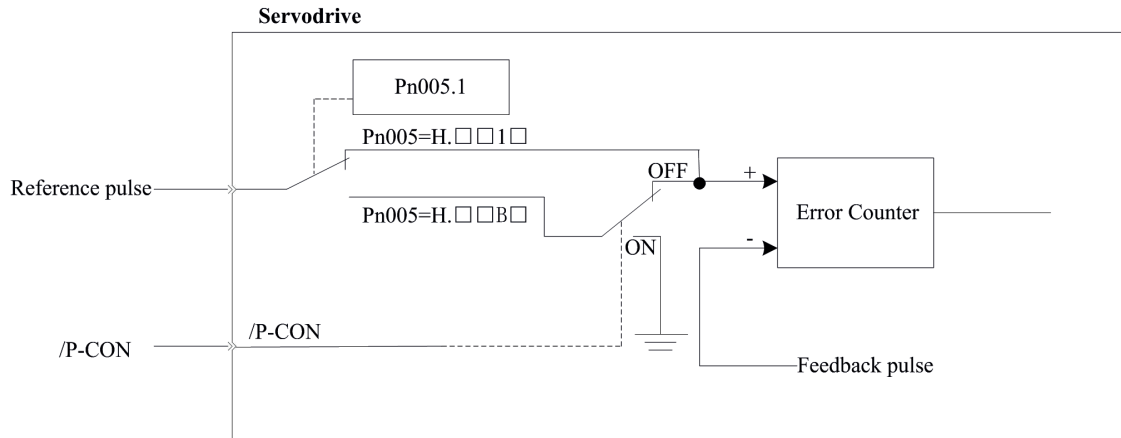 Servodrive
Pn005.1
Pn005=H.□□1□
OFF
Reference pulse
+
Error Counter
Pn005=H.□□B□
ON
-
/P-CON
/P-CON
Feedback pulse